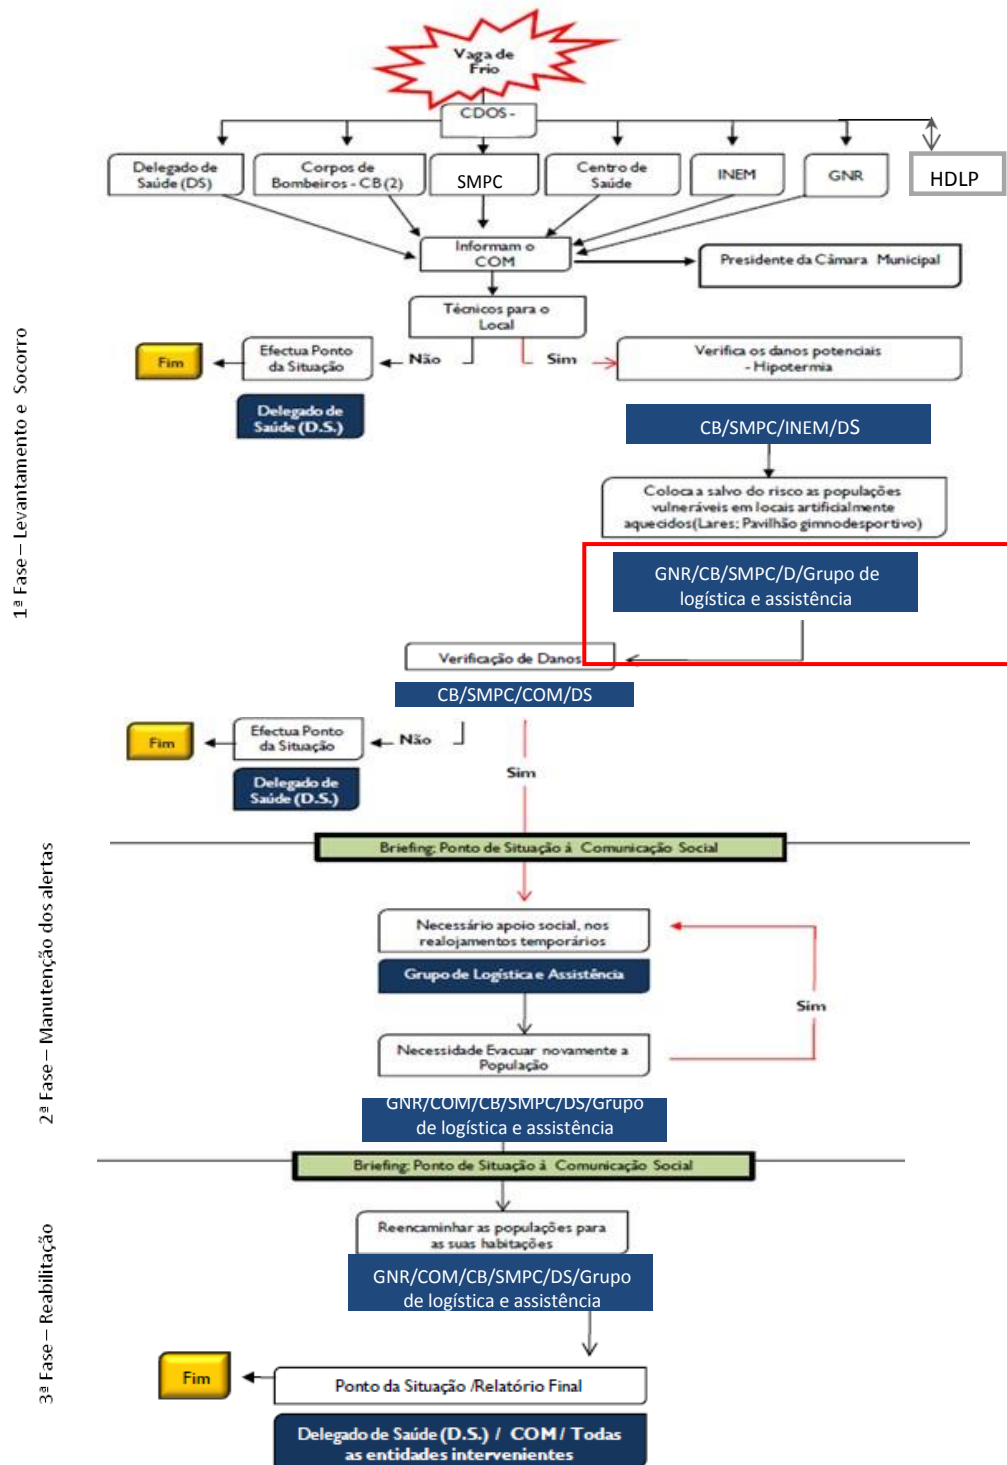 Vaga de
Frio
CDOS -
Delegado de
Saúde (DS)
Corpos de
Bombeiros - CB (2)
SMPC
Centro de
Saúde
INEM
GNR
HDLP
Informam o
COM
Presidente da Câmara Municipal
Técnicos para o
Local
Fim
Efectua Ponto
da Situação
Não
Sim
Verifica os danos potenciais
- Hipotermia
Delegado de
Saúde (D.S.)
CB/SMPC/INEM/DS
Coloca a salvo do risco as populações
vulneráveis em locais artificialmente
aquecidos(Lares; Pavilhão gimnodesportivo)
GNR/CB/SMPC/D/Grupo de
logística e assistência
1ª Fase – Levantamento e Socorro
Verificação de Danos
CB/SMPC/COM/DS
Fim
Efectua Ponto
da Situação
Não
Sim
Delegado de
Saúde (D.S.)
Briefing; Ponto de Situação à Comunicação Social
2ª Fase – Manutenção dos alertas
Necessário apoio social, nos
realojamentos temporários
Grupo de Logística e Assistência
Sim
Necessidade Evacuar novamente a
População
GNR/COM/CB/SMPC/DS/Grupo
de logística e assistência
Briefing; Ponto de Situação à Comunicação Social
3ª Fase – Reabilitação
Reencaminhar as populações para
as suas habitações
GNR/COM/CB/SMPC/DS/Grupo
de logística e assistência
Fim
Ponto da Situação /Relatório Final
Delegado de Saúde (D.S.) / COM / Todas
as entidades intervenientes